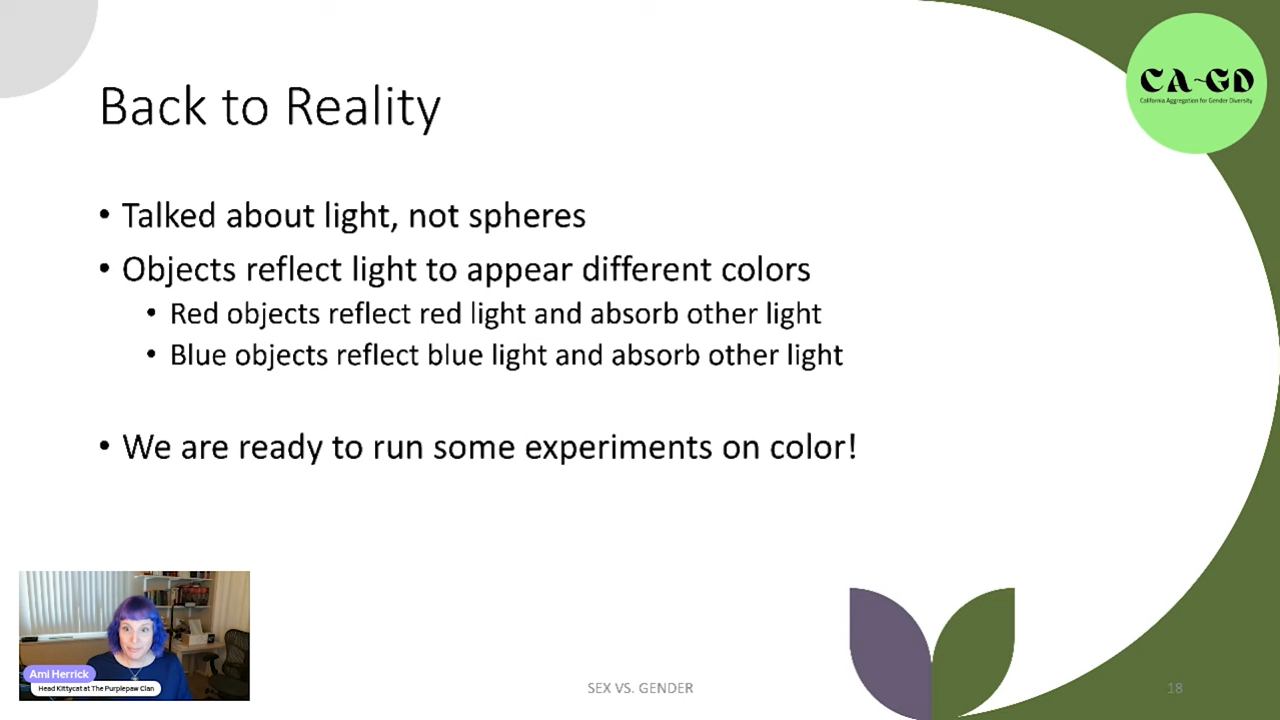 CA~GD
California Aggregation for Gender Diversity
Back to Reality
• Talked about light, not spheres
• Objects reflect light to appear different colors
• Red objects reflect red light and absorb other light
• Blue objects reflect blue light and absorb other light
• We are ready to run some experiments on color!
Ami Herrick
Head Kittycat at The Purplepaw Clan
SEX VS. GENDER
18